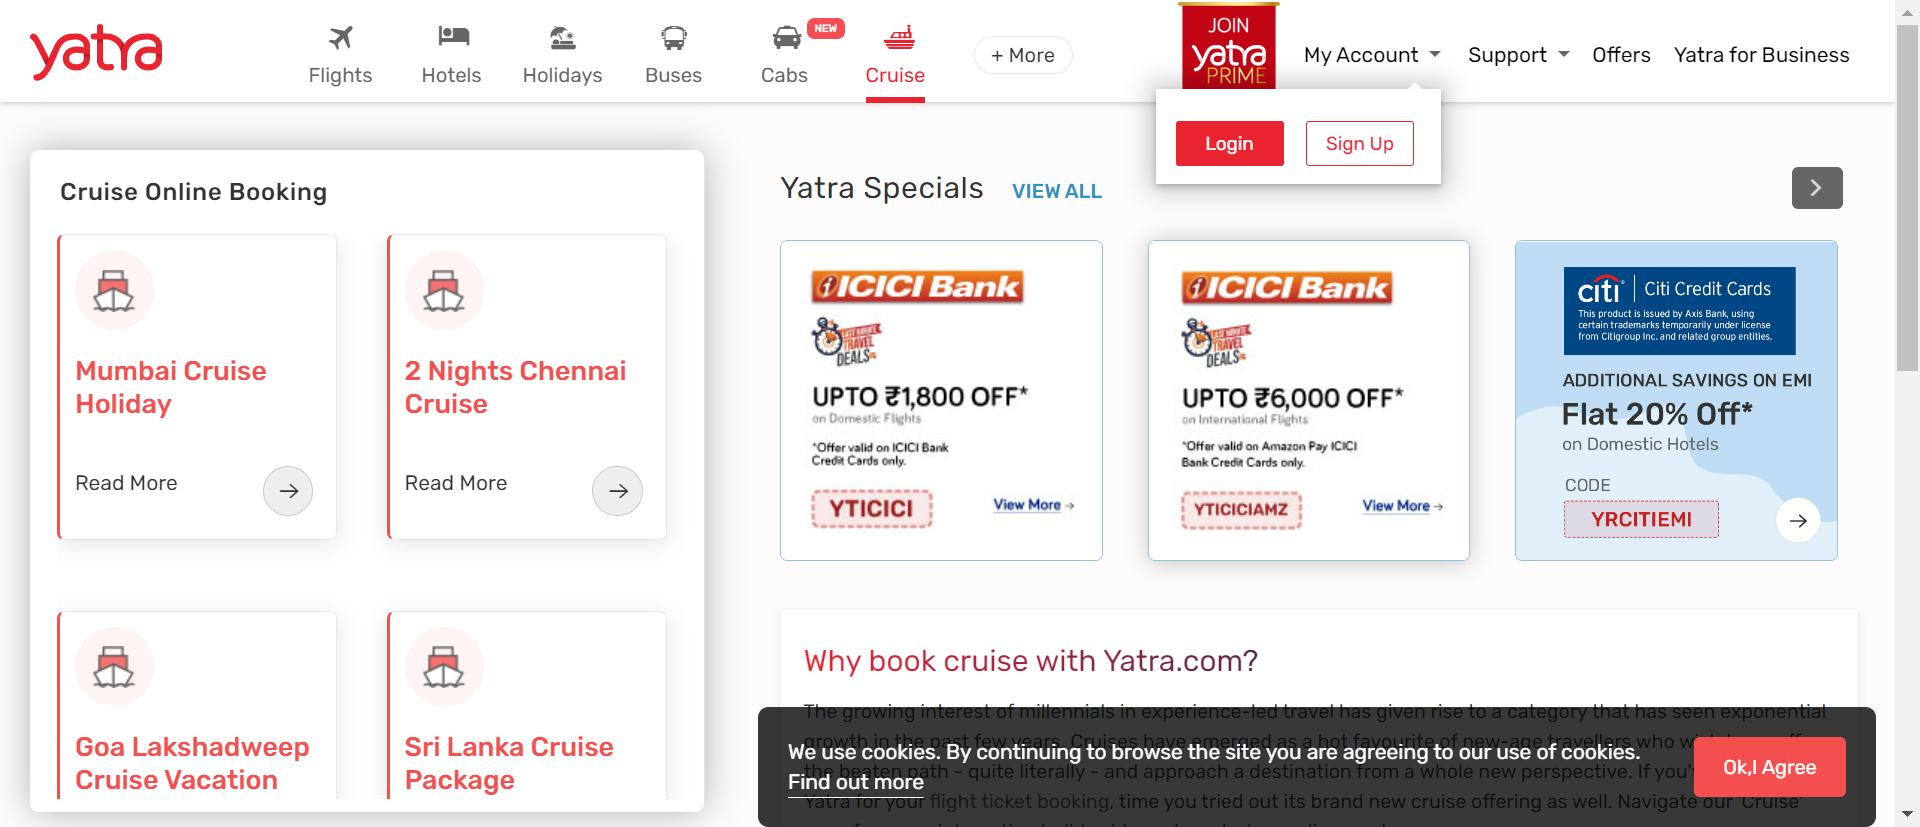 yatra
Flights
Hotels
Holidays
Buses
Cabs
NEW
Cruise
+ More
JOIN
yatra
PRIME
My Account
Support
Offers
Yatra for Business
Login
Sign Up
Cruise Online Booking
Mumbai Cruise
Holiday
Read More
2 Nights Chennai
Cruise
Read More
Goa Lakshadweep
Cruise Vacation
Sri Lanka Cruise
Package
Yatra Specials
VIEW ALL
ICICI Bank
LAST MINUTE
TRAVEL
DEALS
UPTO ₹1,800 OFF*
on Domestic Flights
*Offer valid on ICICI Bank
Credit Cards only.
YTICICI
View More
ICICI Bank
LAST MINUTE
TRAVEL
DEALS
UPTO ₹6,000 OFF*
on International Flights
*Offer valid on Amazon Pay ICICI
Bank Credit Cards only.
YTICICIAMZ
View More
citi
Citi Credit Cards
This product is issued by Axis Bank, using
certain trademarks temporarily under license
from Citigroup Inc. and related group entities.
ADDITIONAL SAVINGS ON EMI
Flat 20% Off*
on Domestic Hotels
CODE
YRCITIEMI
Why book cruise with Yatra.com?
The growing interest of millennials in experience-led travel has given rise to a category that has seen exponential
growth in the past few years. Cruises have emerged as a hot favourite of new-age travellers who
the beaten path - quite literally - and approach a destination from a whole new perspective. If
Yatra for your flight ticket booking, time you tried out its brand new cruise offering as well. Navigate our 'Cruise'
We use cookies. By continuing to browse the site you are agreeing to our use of cookies.
Find out more
Ok,I Agree